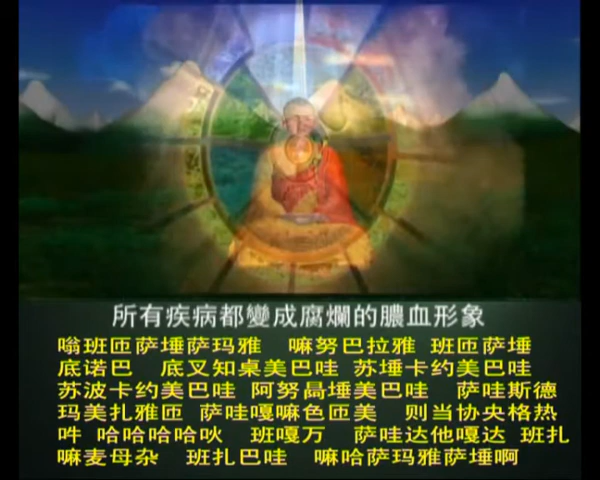 所有疾病都變成腐爛的膿血形象
嗡班匝萨埵萨玛雅 嘛努巴拉雅 班匝萨埵
底诺巴 底叉知桌美巴哇 苏埵卡约美巴哇
苏波卡约美巴哇 阿努咼埵美巴哇 萨哇斯德
玛美扎雅匝 萨哇嘎嘛色匝美 则当协央格热
吽 哈哈哈哈吙 班嘎万 萨哇达他嘎达 班扎
嘛麦母杂 班扎巴哇 嘛哈萨玛雅萨埵啊